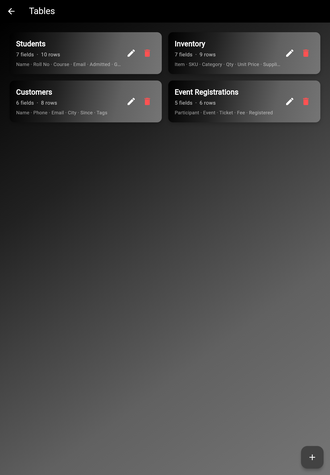 Tables
Students
7 fields · 10 rows
Name · Roll No · Course · Email · Admitted · G...
Inventory
7 fields · 9 rows
Item · SKU · Category · Qty · Unit Price · Suppli...
Customers
6 fields · 8 rows
Name · Phone · Email · City · Since · Tags
Event Registrations
5 fields · 6 rows
Participant · Event · Ticket · Fee · Registered